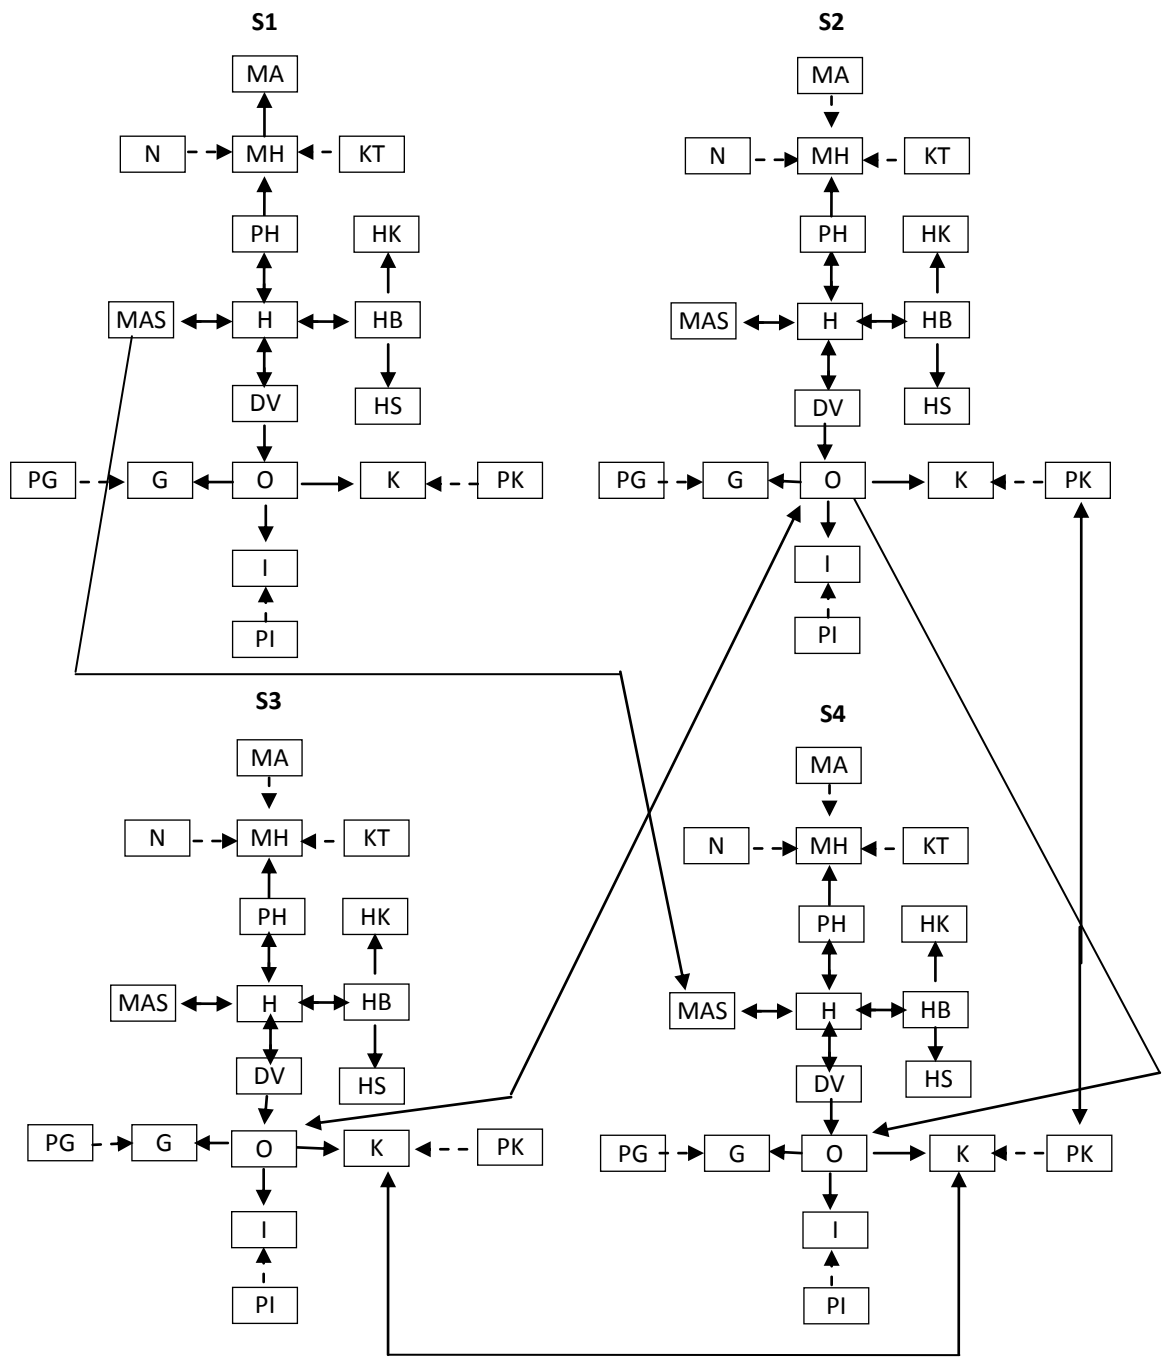 S1 S2
MA MA
N MH KT N MH KT
PH HK PH HK
MAS H HB MAS H HB
DV HS DV HS
PG G O K PK PG G O K PK
I I
PI PI
S3 S4
MA MA
N MH KT N MH KT
PH HK PH HK
MAS H HB MAS H HB
DV HS DV HS
PG G O K PK PG G O K PK
I I
PI PI